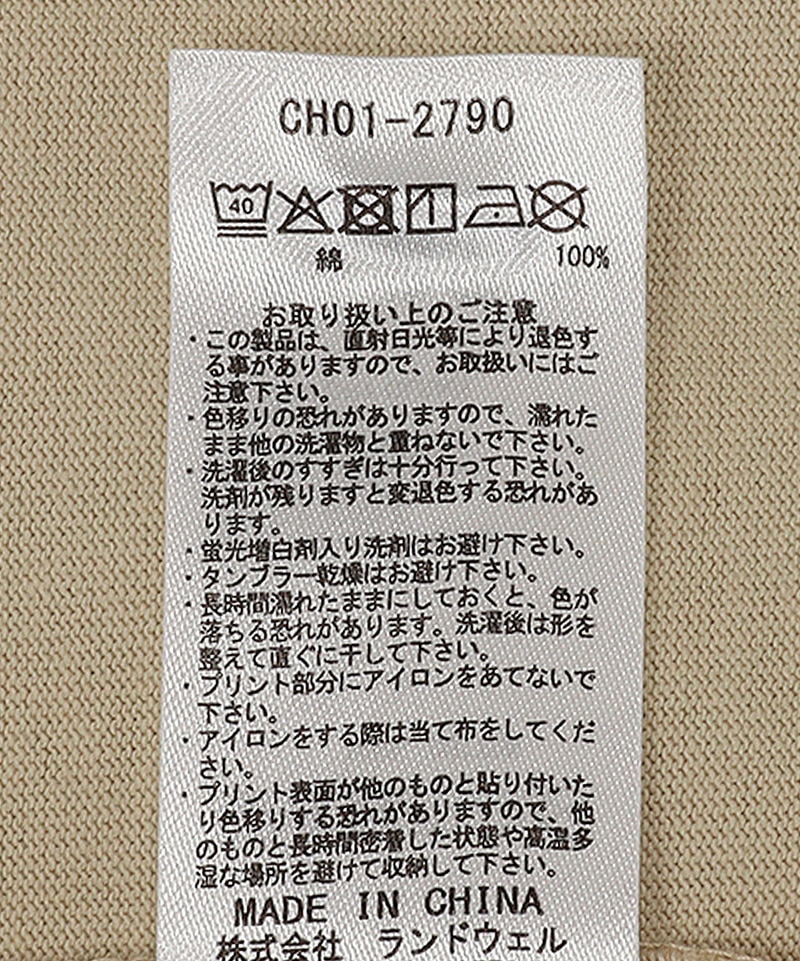 CH01-2790
40
綿 100%
お取り扱い上のご注意
・この製品は、直射日光等により退色す
る事がありますので、お取扱いにはご
注意下さい。
・色移りの恐れがありますので、濡れた
まま他の洗濯物と重ねないで下さい。
・洗濯後のすすぎは十分行って下さい。
洗剤が残りますと変退色する恐れがあ
ります。
・蛍光増白剤入り洗剤はお避け下さい。
・タンブラー乾燥はお避け下さい。
・長時間濡れたままにしておくと、色が
落ちる恐れがあります。洗濯後は形を
整えて直ぐに干して下さい。
・プリント部分にアイロンをあてないで
下さい。
・アイロンをする際は当て布をしてくだ
さい。
・プリント表面が他のものと貼り付いた
り色移りする恐れがありますので、他
のものと長時間密着した状態や高温多
湿な場所を避けて収納して下さい。
MADE IN CHINA
株式会社 ランドウェル